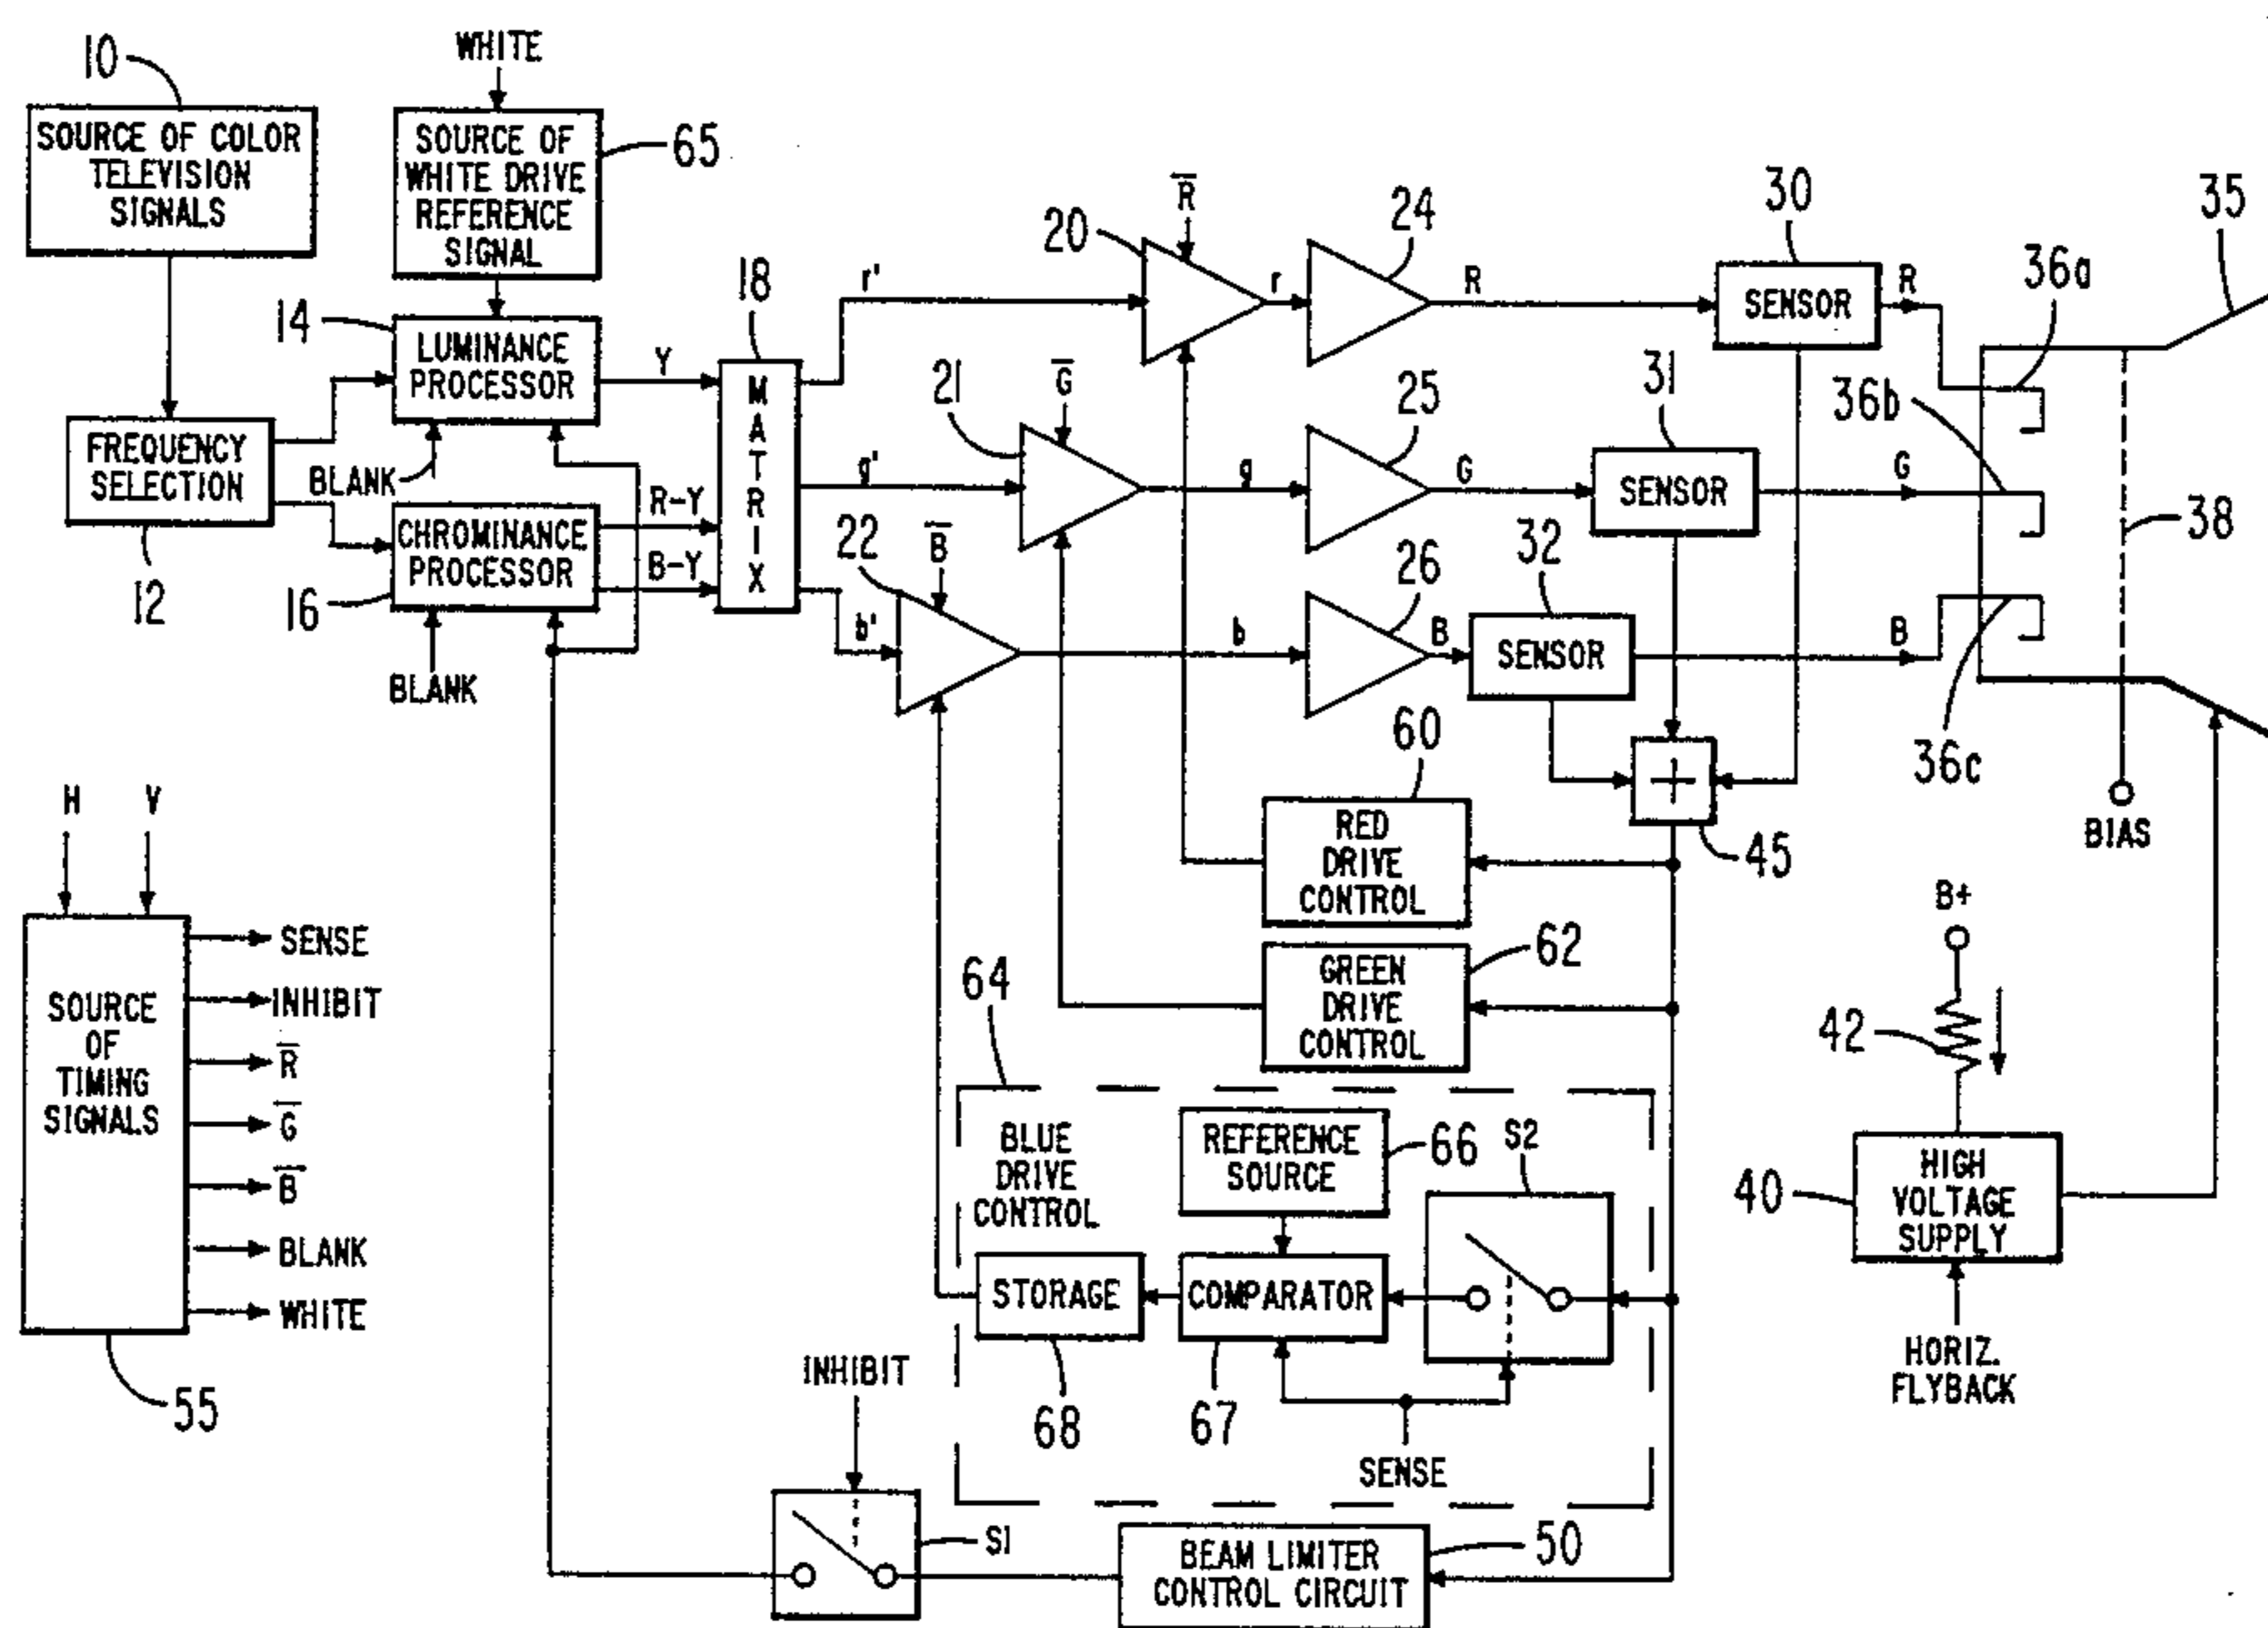 10
SOURCE OF COLOR
TELEVISION
SIGNALS
WHITE
SOURCE OF
WHITE DRIVE
REFERENCE
SIGNAL
65
14
LUMINANCE
PROCESSOR
BLANK
FREQUENCY
SELECTION
12
CHROMINANCE
PROCESSOR
16
BLANK
Y
R-Y
B-Y
18
MATRIX
r'
g'
b'
20
R̅
r
24
R
30
SENSOR
R
36a
35
21
G̅
g
25
G
31
SENSOR
G
36b
38
22
B̅
b
26
B
32
SENSOR
B
36c
BIAS
45
60
RED
DRIVE
CONTROL
62
GREEN
DRIVE
CONTROL
64
BLUE
DRIVE
CONTROL
REFERENCE
SOURCE
66
S2
STORAGE
68
COMPARATOR
67
SENSE
B+
42
40
HIGH
VOLTAGE
SUPPLY
HORIZ.
FLYBACK
H
V
SOURCE
OF
TIMING
SIGNALS
55
SENSE
INHIBIT
R̅
G̅
B̅
BLANK
WHITE
INHIBIT
S1
BEAM LIMITER
CONTROL CIRCUIT
50